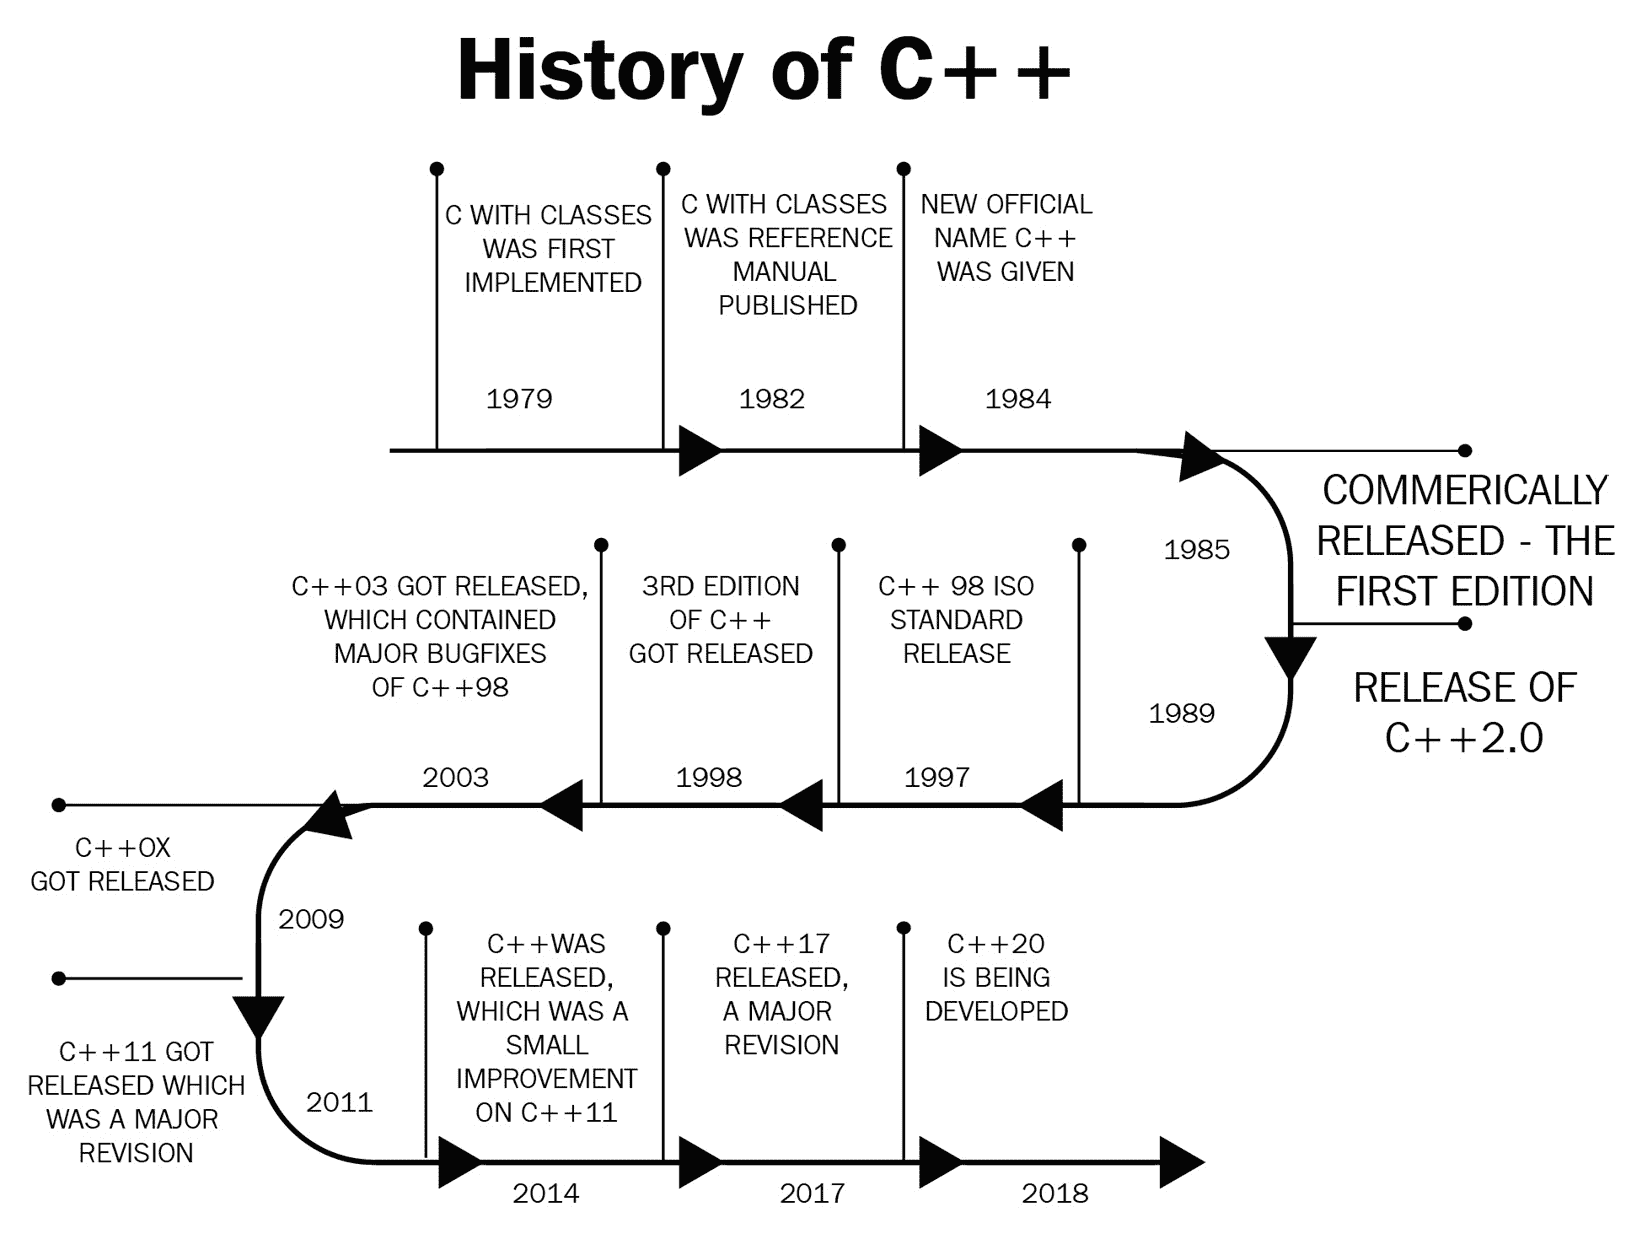 History of C++
C WITH CLASSES
WAS FIRST
IMPLEMENTED
1979
C WITH CLASSES
WAS REFERENCE
MANUAL
PUBLISHED
1982
NEW OFFICIAL
NAME C++
WAS GIVEN
1984
COMMERICALLY
RELEASED - THE
FIRST EDITION
1985
RELEASE OF
C++2.0
1989
C++ 98 ISO
STANDARD
RELEASE
1997
3RD EDITION
OF C++
GOT RELEASED
1998
C++03 GOT RELEASED,
WHICH CONTAINED
MAJOR BUGFIXES
OF C++98
2003
C++OX
GOT RELEASED
2009
C++11 GOT
RELEASED WHICH
WAS A MAJOR
REVISION
2011
C++WAS
RELEASED,
WHICH WAS A
SMALL
IMPROVEMENT
ON C++11
2014
C++17
RELEASED,
A MAJOR
REVISION
2017
C++20
IS BEING
DEVELOPED
2018